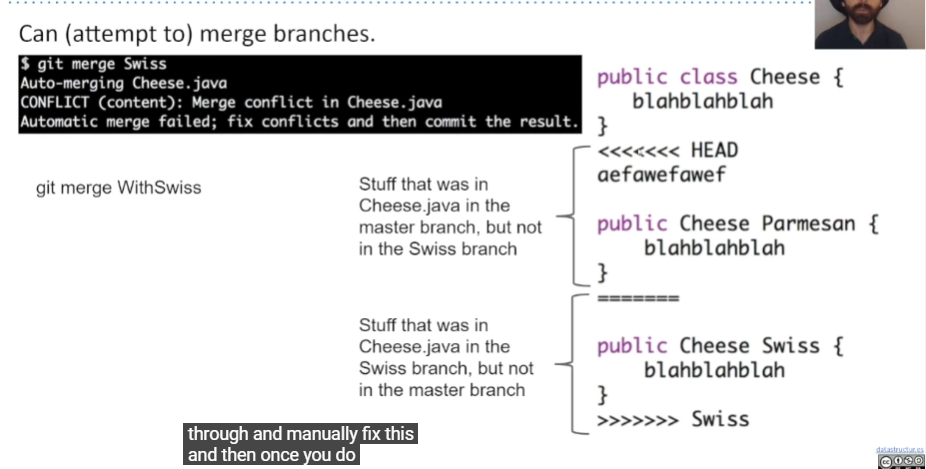 Can (attempt to) merge branches.
$ git merge Swiss
Auto-merging Cheese.java
CONFLICT (content): Merge conflict in Cheese.java
Automatic merge failed; fix conflicts and then commit the result.
git merge WithSwiss
Stuff that was in
Cheese.java in the
master branch, but not
in the Swiss branch
Stuff that was in
Cheese.java in the
Swiss branch, but not
in the master branch
public class Cheese {
blahblahblah
}
<<<<<<< HEAD
aefawefawef
public Cheese Parmesan {
blahblahblah
}
=======
public Cheese Swiss {
blahblahblah
}
>>>>>>> Swiss
through and manually fix this
and then once you do
datastructur.es